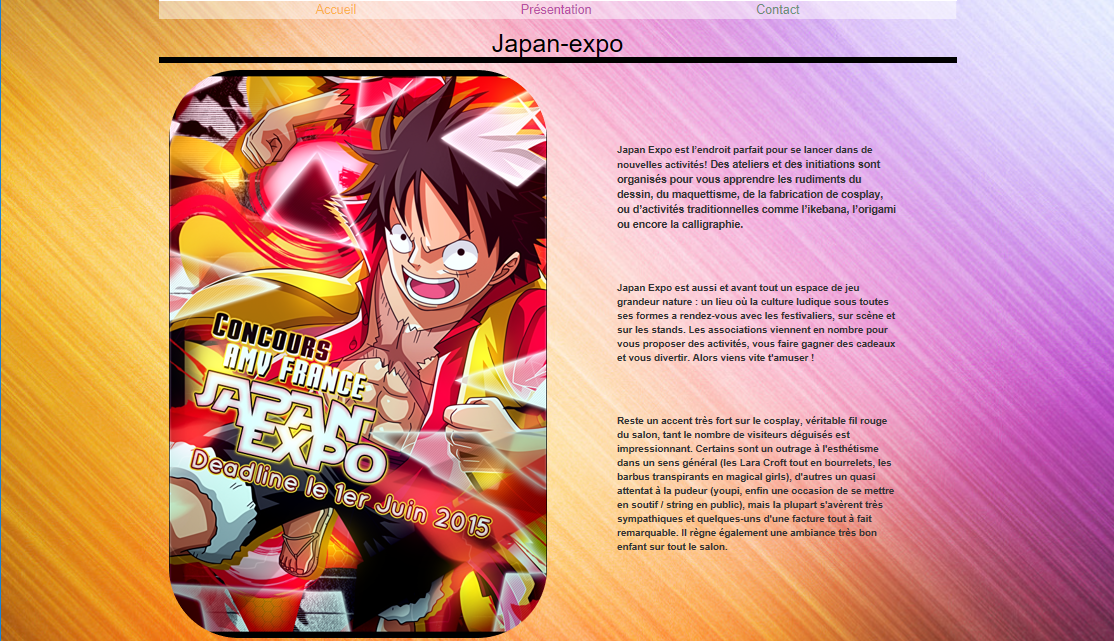 Accueil Présentation Contact
Japan-expo
CONCOURS
AMV FRANCE
JAPAN
EXPO
Deadline le 1er Juin 2015
Japan Expo est l'endroit parfait pour se lancer dans de
nouvelles activités! Des ateliers et des initiations sont
organisés pour vous apprendre les rudiments du
dessin, du maquettisme, de la fabrication de cosplay,
ou d'activités traditionnelles comme l'ikebana, l'origami
ou encore la calligraphie.
Japan Expo est aussi et avant tout un espace de jeu
grandeur nature : un lieu où la culture ludique sous toutes
ses formes a rendez-vous avec les festivaliers, sur scène et
sur les stands. Les associations viennent en nombre pour
vous proposer des activités, vous faire gagner des cadeaux
et vous divertir. Alors viens vite t'amuser !
Reste un accent très fort sur le cosplay, véritable fil rouge
du salon, tant le nombre de visiteurs déguisés est
impressionnant. Certains sont un outrage à l'esthétisme
dans un sens général (les Lara Croft tout en bourrelets, les
barbus transpirants en magical girls), d'autres un quasi
attentat à la pudeur (youpi, enfin une occasion de se mettre
en soutif / string en public), mais la plupart s'avèrent très
sympathiques et quelques-uns d'une facture tout à fait
remarquable. Il règne également une ambiance très bon
enfant sur tout le salon.